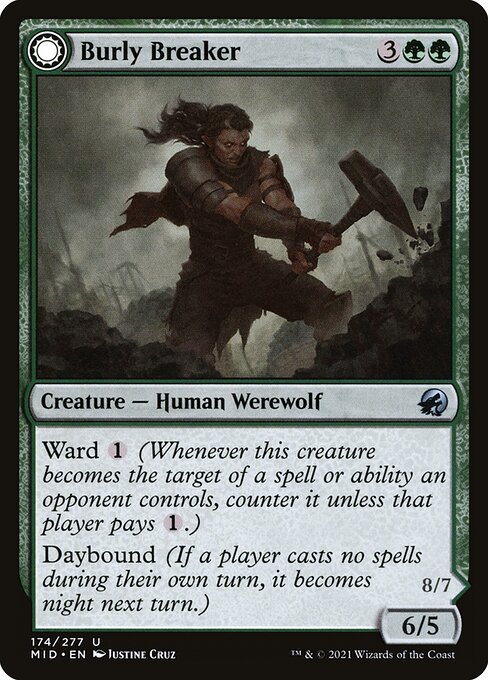 Burly Breaker 3
Creature — Human Werewolf
Ward 1 (Whenever this creature
becomes the target of a spell or ability an
opponent controls, counter it unless that
player pays 1.)
Daybound (If a player casts no spells
during their own turn, it becomes
night next turn.)
8/7
6/5
174/277 U
MID • EN Justine Cruz
™ & © 2021 Wizards of the Coast